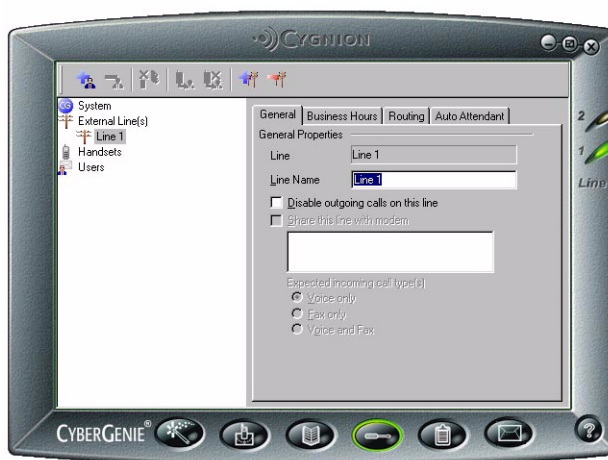 CYGNION
System
External Line(s)
Line 1
Handsets
Users
General Business Hours Routing Auto Attendant
General Properties
Line Line 1
Line Name Line 1
Disable outgoing calls on this line
Share this line with modem
Expected incoming call type(s)
Voice only
Fax only
Voice and Fax
2
1
Line
CYBERGENIE®
?